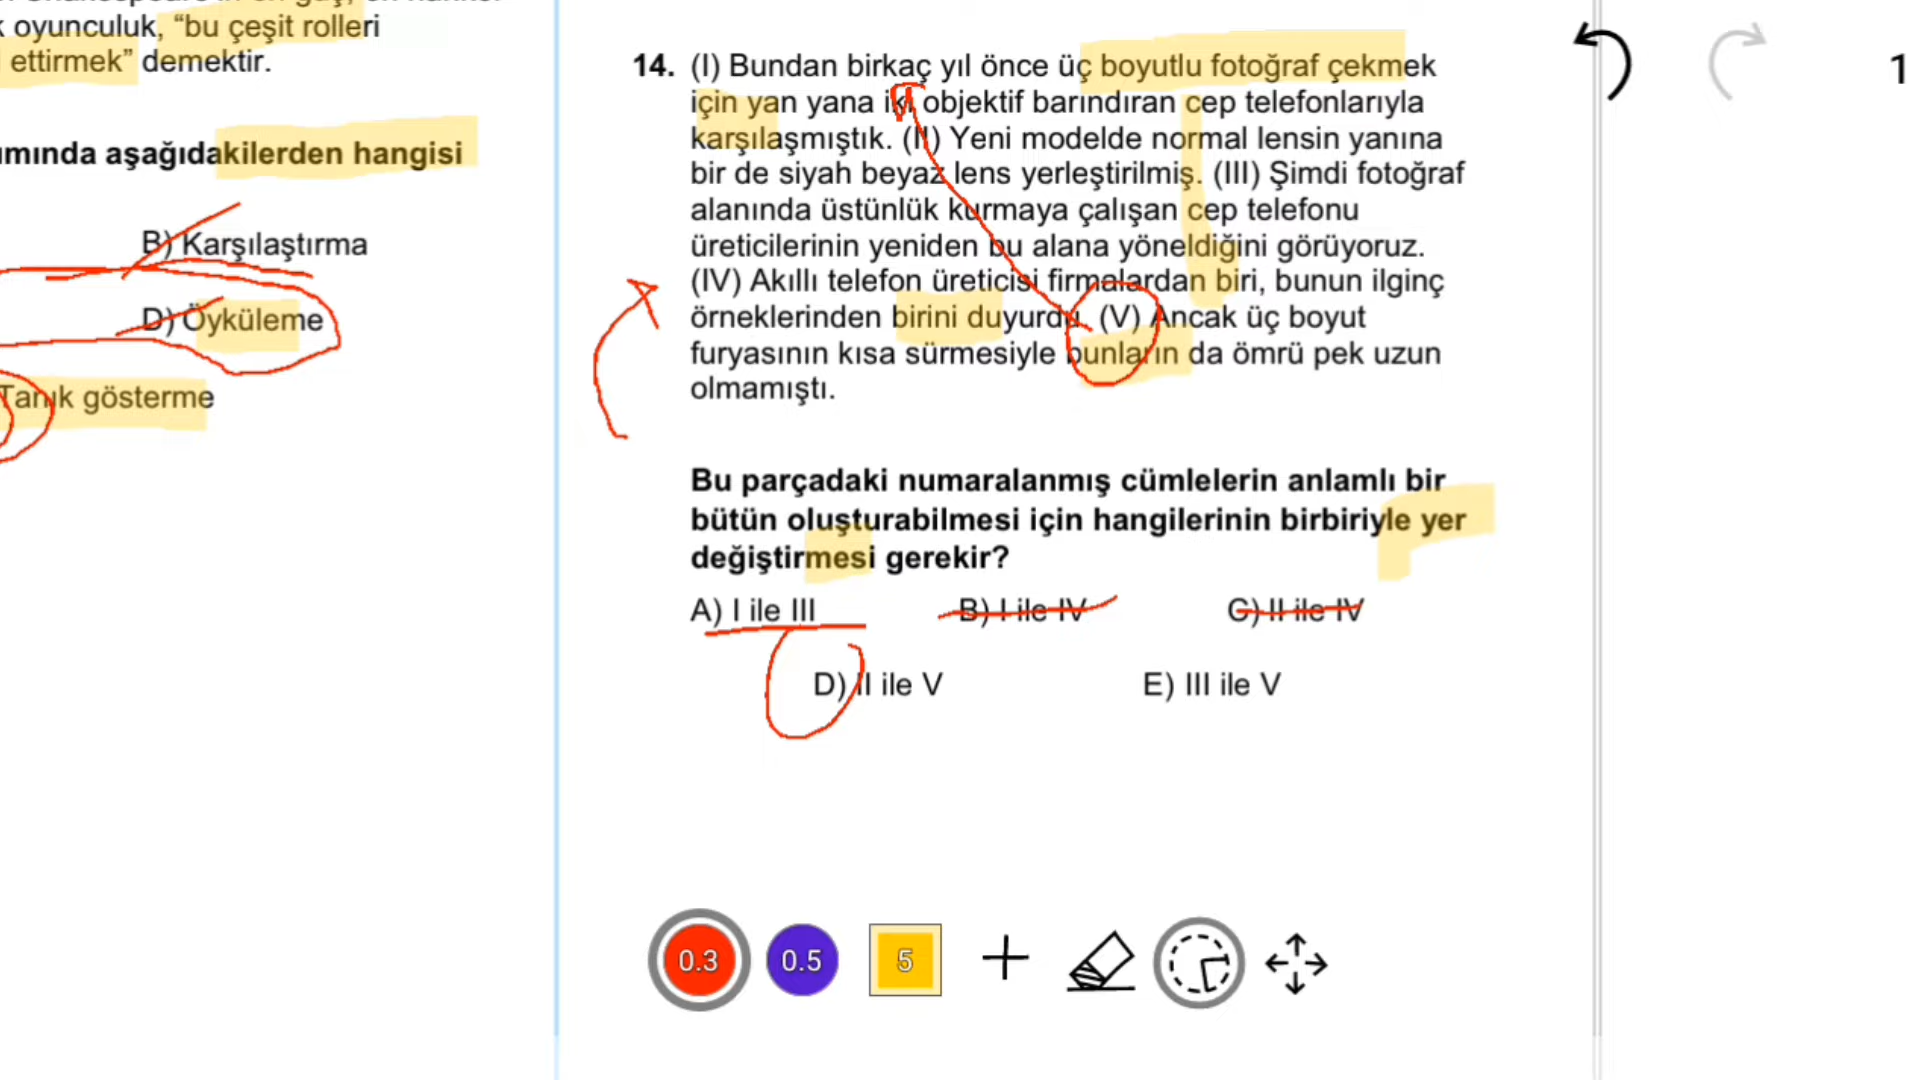 oyunculuk, “bu çeşit rolleri
ettirmek” demektir.
mında aşağıdakilerden hangisi
B) Karşılaştırma
D) Öyküleme
Tanık gösterme
14. (I) Bundan birkaç yıl önce üç boyutlu fotoğraf çekmek
için yan yana iki objektif barındıran cep telefonlarıyla
karşılaşmıştık. (II) Yeni modelde normal lensin yanına
bir de siyah beyaz lens yerleştirilmiş. (III) Şimdi fotoğraf
alanında üstünlük kurmaya çalışan cep telefonu
üreticilerinin yeniden bu alana yöneldiğini görüyoruz.
(IV) Akıllı telefon üreticisi firmalardan biri, bunun ilginç
örneklerinden birini duyurdu. (V) Ancak üç boyut
furyasının kısa sürmesiyle bunların da ömrü pek uzun
olmamıştı.
Bu parçadaki numaralanmış cümlelerin anlamlı bir
bütün oluşturabilmesi için hangilerinin birbiriyle yer
değiştirmesi gerekir?
A) I ile III B) I ile IV C) II ile IV
D) II ile V E) III ile V
1
0.3 0.5 5